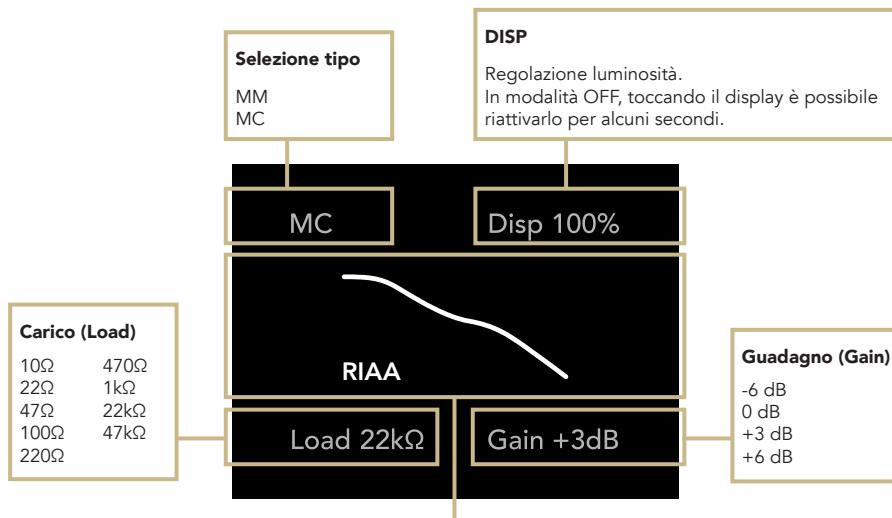 Selezione tipo
MM
MC
DISP
Regolazione luminosità.
In modalità OFF, toccando il display è possibile
riattivarlo per alcuni secondi.
MC
Disp 100%
RIAA
Load 22kΩ
Gain +3dB
Carico (Load)
10Ω 470Ω
22Ω 1kΩ
47Ω 22kΩ
100Ω 47kΩ
220Ω
Guadagno (Gain)
-6 dB
0 dB
+3 dB
+6 dB